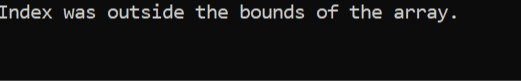 Index was outside the bounds of the array.